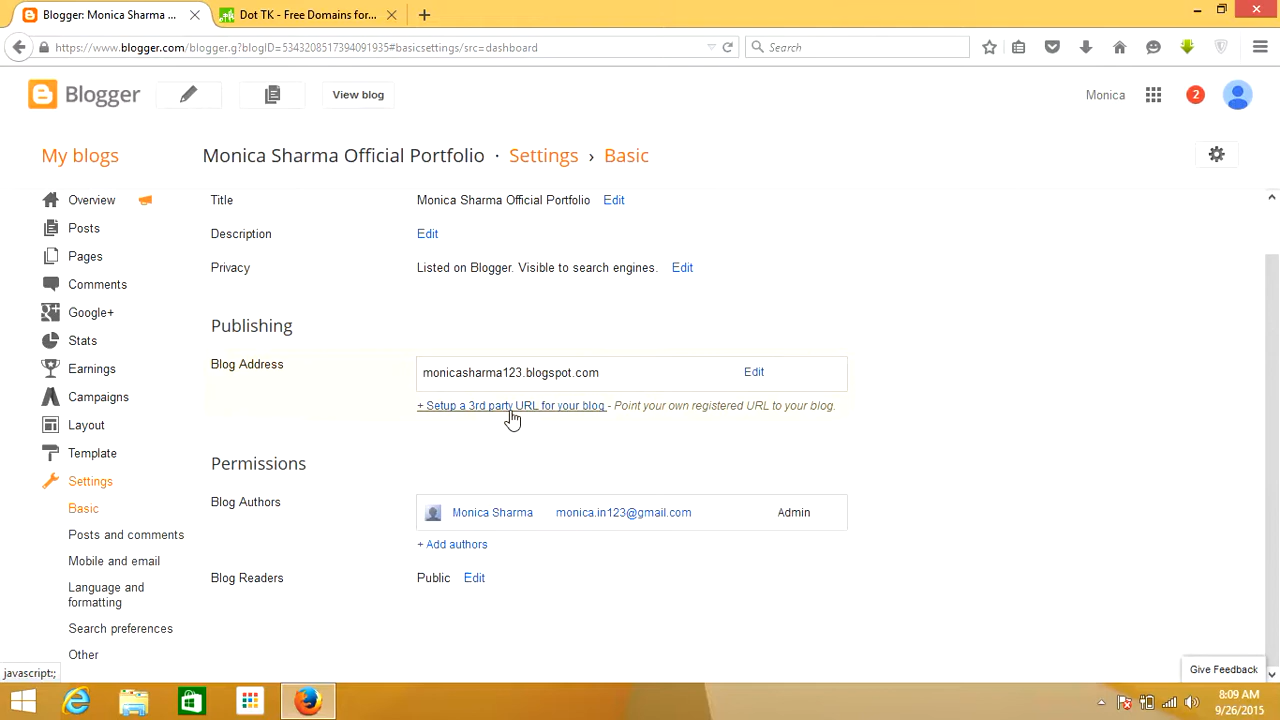 Blogger: Monica Sharma ...
Dot TK - Free Domains for...
https://www.blogger.com/blogger.g?blogID=5343208517394091935#basicsettings/src=dashboard
Search
Blogger
View blog
Monica
2
My blogs
Monica Sharma Official Portfolio · Settings › Basic
Overview
Posts
Pages
Comments
Google+
Stats
Earnings
Campaigns
Layout
Template
Settings
Basic
Posts and comments
Mobile and email
Language and
formatting
Search preferences
Other
Title
Monica Sharma Official Portfolio Edit
Description
Edit
Privacy
Listed on Blogger. Visible to search engines. Edit
Publishing
Blog Address
monicasharma123.blogspot.com Edit
+ Setup a 3rd party URL for your blog - Point your own registered URL to your blog.
Permissions
Blog Authors
Monica Sharma monica.in123@gmail.com Admin
+ Add authors
Blog Readers
Public Edit
javascript:;
Give Feedback
8:09 AM
9/26/2015